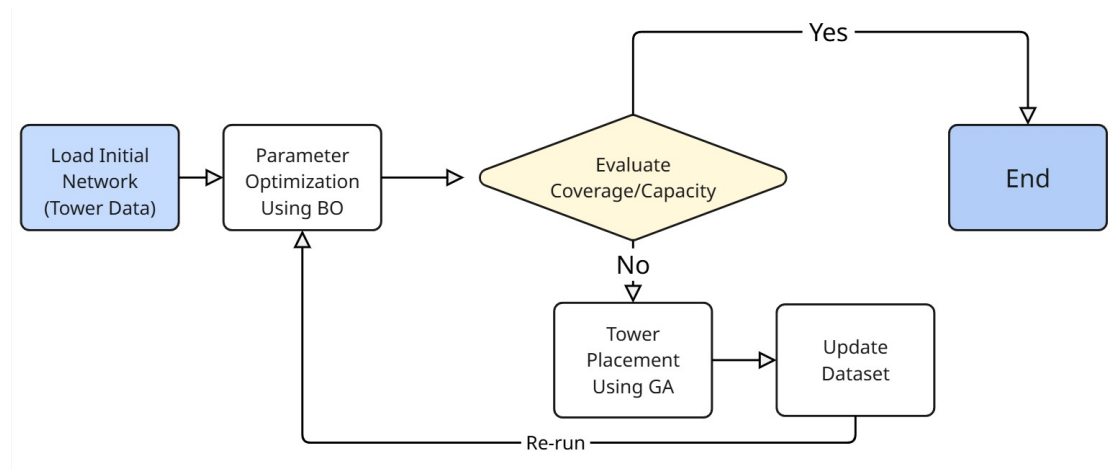 Yes
Load Initial
Network
(Tower Data)
Parameter
Optimization
Using BO
Evaluate
Coverage/Capacity
End
No
Tower
Placement
Using GA
Update
Dataset
Re-run